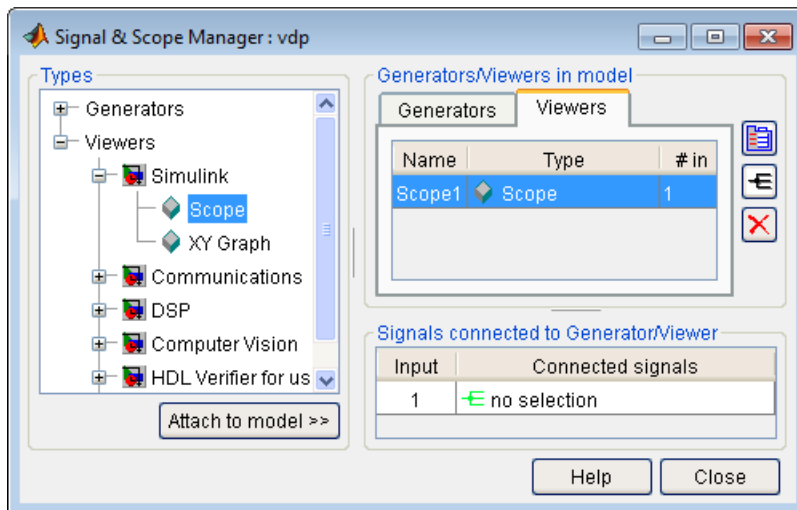 Signal & Scope Manager : vdp
Types
Generators
Viewers
Simulink
Scope
XY Graph
Communications
DSP
Computer Vision
HDL Verifier for us
Attach to model >>
Generators/Viewers in model
Generators Viewers
Name Type # in
Scope1 Scope 1
Signals connected to Generator/Viewer
Input Connected signals
1 no selection
Help Close